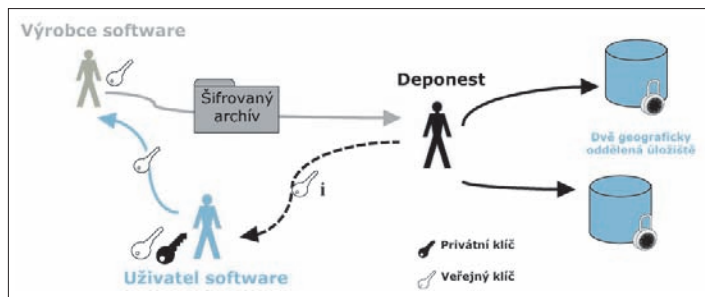 Výrobce software
Šifrovaný
archív
Deponest
Dvě geograficky
oddělená úložiště
i
Uživatel software
Privátní klíč
Veřejný klíč